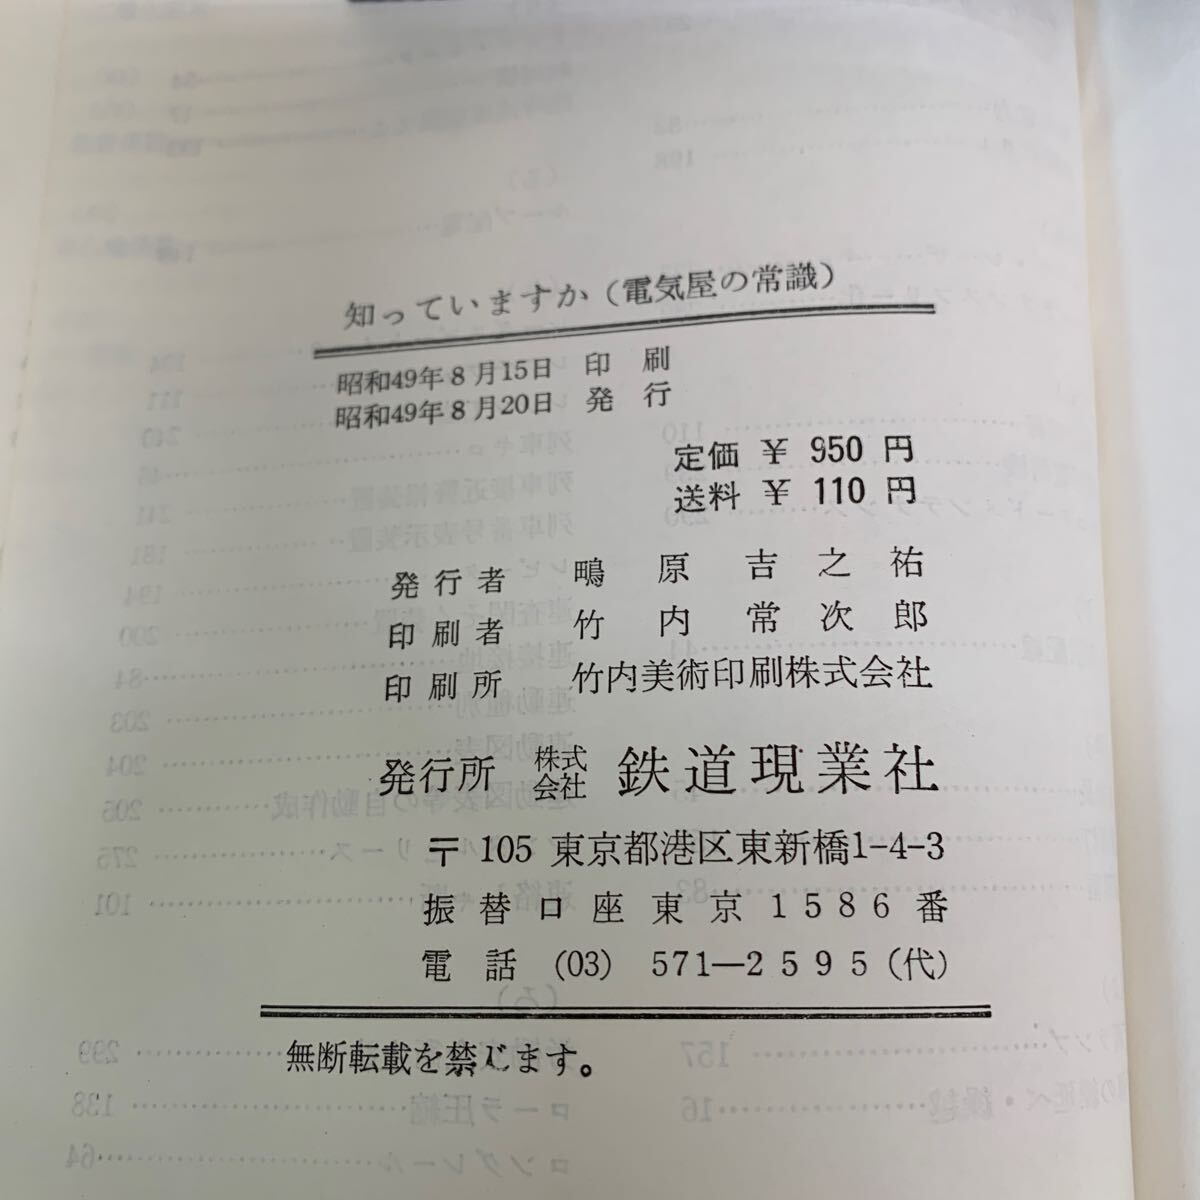 知っていますか（電気屋の常識）
昭和49年8月15日 印 刷
昭和49年8月20日 発 行
定価 ￥ 950 円
送料 ￥ 110 円
発行者 鴫 原 吉 之 祐
印刷者 竹 内 常 次 郎
印刷所 竹内美術印刷株式会社
発行所 株式会社 鉄道現業社
〒105 東京都港区東新橋1-4-3
振替口座東京1586番
電 話 (03) 571—2595(代)
無断転載を禁じます。